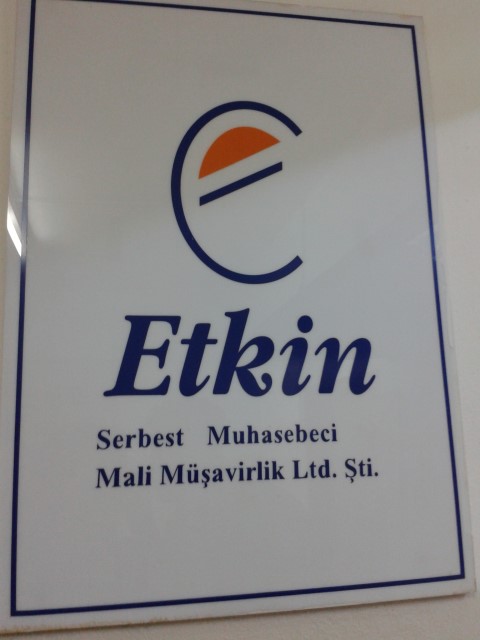 Etkin
Serbest Muhasebeci
Mali Müşavirlik Ltd. Şti.